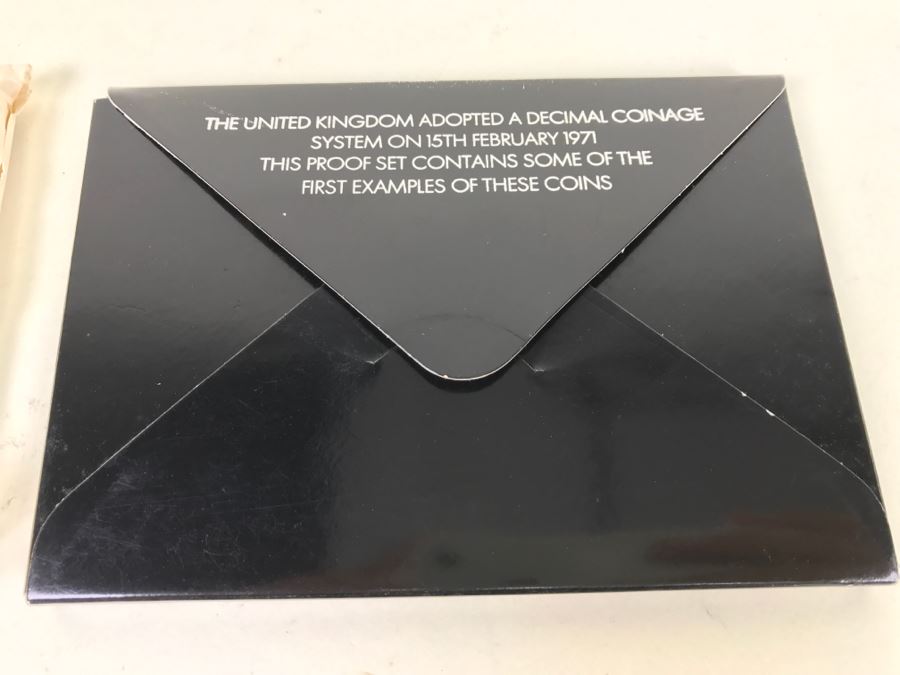 THE UNITED KINGDOM ADOPTED A DECIMAL COINAGE
SYSTEM ON 15TH FEBRUARY 1971
THIS PROOF SET CONTAINS SOME OF THE
FIRST EXAMPLES OF THESE COINS